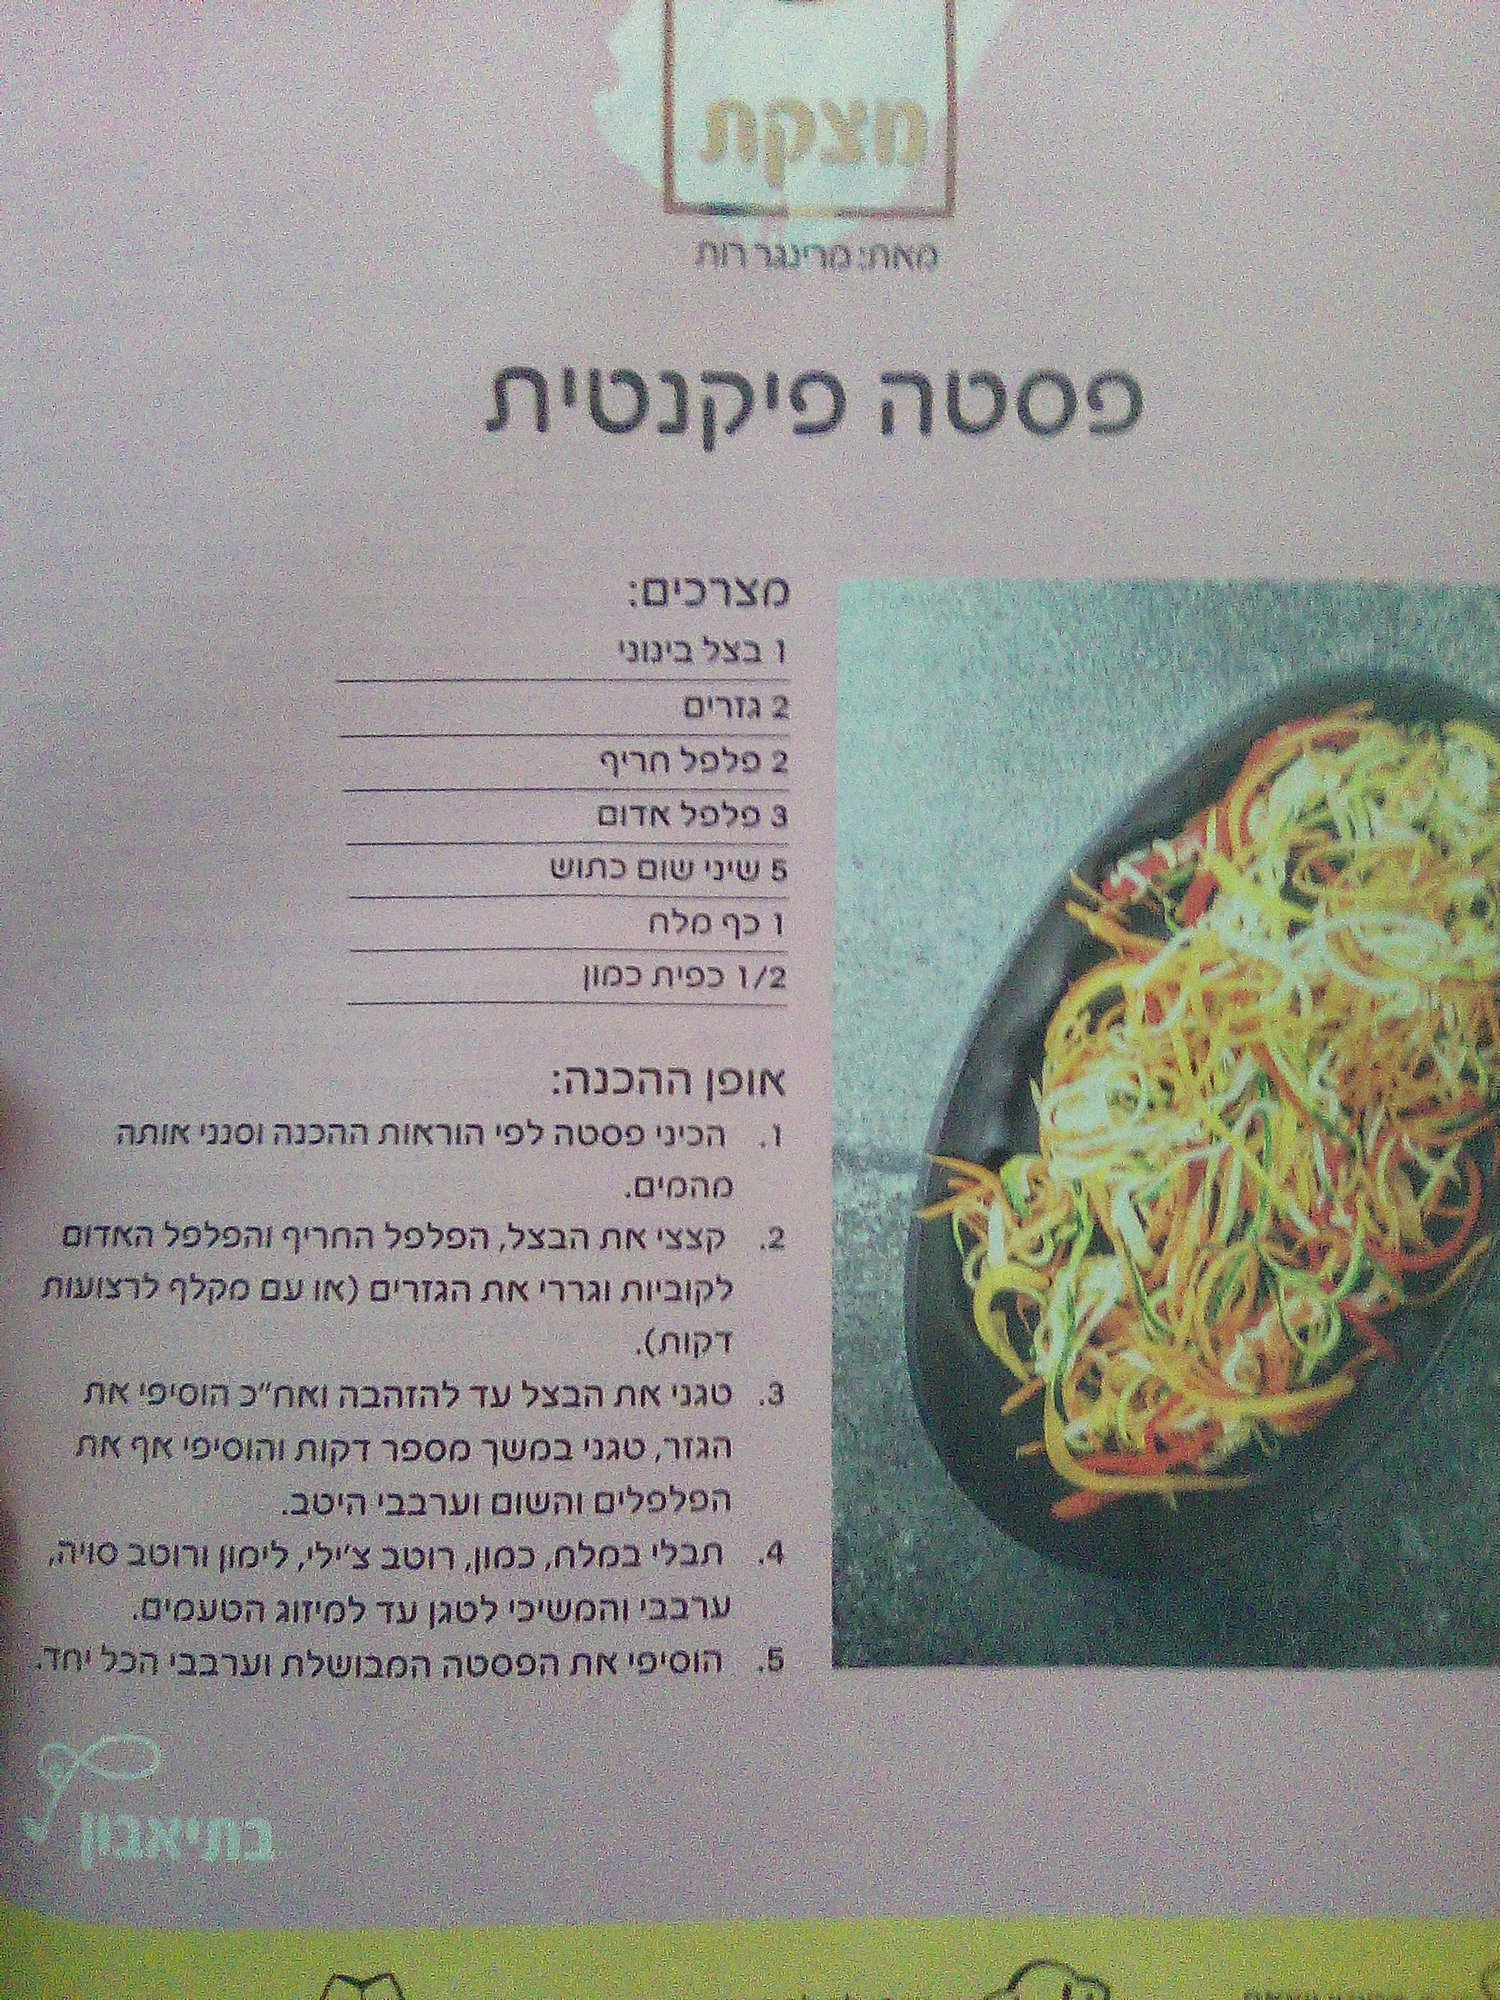 מצקת
מאת: מרינגר רות
פסטה פיקנטית
מצרכים:
1 בצל בינוני
2 גזרים
2 פלפל חריף
3 פלפל אדום
5 שיני שום כתוש
1 כף מלח
1/2 כפית כמון
אופן ההכנה:
1. הכיני פסטה לפי הוראות ההכנה וסנני אותה
מהמים.
2. קצצי את הבצל, הפלפל החריף והפלפל האדום
לקוביות וגררי את הגזרים (או עם מקלף לרצועות
דקות).
3. טגני את הבצל עד להזהבה ואח"כ הוסיפי את
הגזר, טגני במשך מספר דקות והוסיפי אף את
הפלפלים והשום וערבבי היטב.
4. תבלי במלח, כמון, רוטב צ'ילי, לימון ורוטב סויה,
ערבבי והמשיכי לטגן עד למיזוג הטעמים.
5. הוסיפי את הפסטה המבושלת וערבבי הכל יחד.
בתיאבון